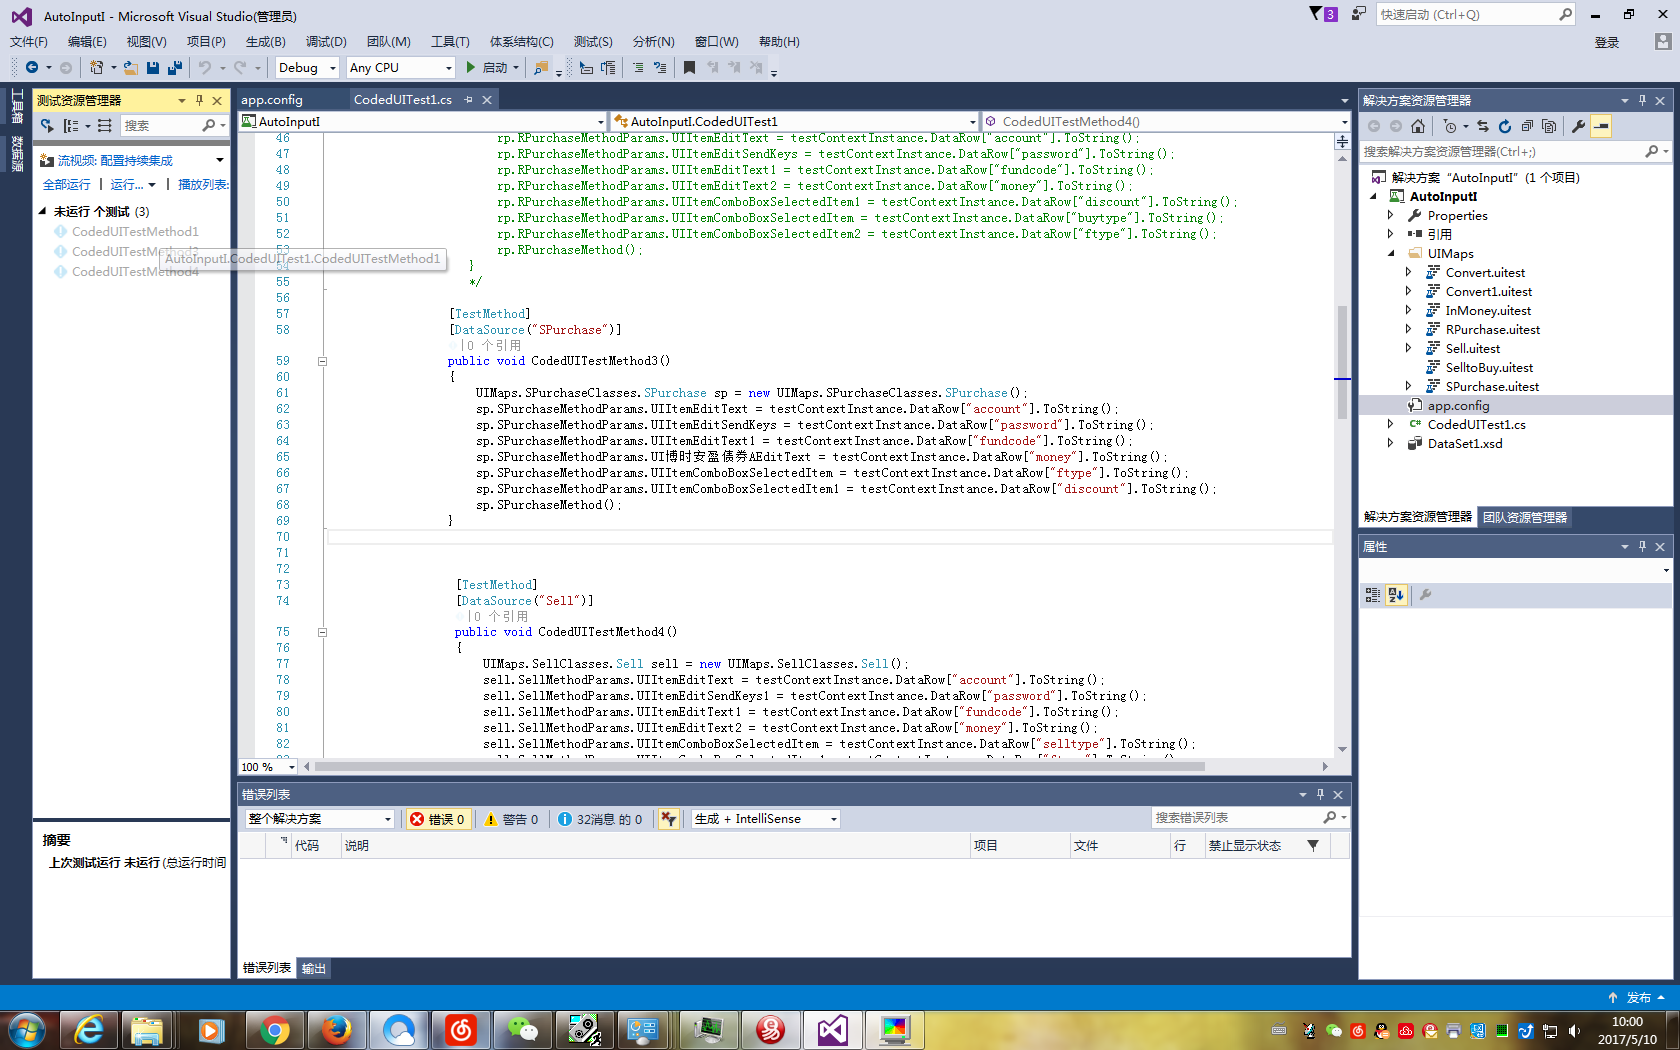 AutoInputI - Microsoft Visual Studio(管理员)
3
快速启动 (Ctrl+Q)
文件(F) 编辑(E) 视图(V) 项目(P) 生成(B) 调试(D) 团队(M) 工具(T) 体系结构(C) 测试(S) 分析(N) 窗口(W) 帮助(H)
登录
Debug Any CPU 启动
工具箱
数据源
测试资源管理器
搜索
流视频: 配置持续集成
全部运行 | 运行... | 播放列表:
未运行 个测试 (3)
CodedUITestMethod1
CodedUITestMethod3
CodedUITestMethod4
AutoInputI.CodedUITest1.CodedUITestMethod1
摘要
上次测试运行 未运行 (总运行时间
app.config CodedUITest1.cs
AutoInputI AutoInputI.CodedUITest1 CodedUITestMethod4()
46 rp.RPurchaseMethodParams.UIItemEditText = testContextInstance.DataRow["account"].ToString();
47 rp.RPurchaseMethodParams.UIItemEditSendKeys = testContextInstance.DataRow["password"].ToString();
48 rp.RPurchaseMethodParams.UIItemEditText1 = testContextInstance.DataRow["fundcode"].ToString();
49 rp.RPurchaseMethodParams.UIItemEditText2 = testContextInstance.DataRow["money"].ToString();
50 rp.RPurchaseMethodParams.UIItemComboBoxSelectedItem1 = testContextInstance.DataRow["discount"].ToString();
51 rp.RPurchaseMethodParams.UIItemComboBoxSelectedItem = testContextInstance.DataRow["buytype"].ToString();
52 rp.RPurchaseMethodParams.UIItemComboBoxSelectedItem2 = testContextInstance.DataRow["ftype"].ToString();
53 rp.RPurchaseMethod();
54 }
55 */
56
57 [TestMethod]
58 [DataSource("SPurchase")]
|0 个引用
59 public void CodedUITestMethod3()
60 {
61 UIMaps.SPurchaseClasses.SPurchase sp = new UIMaps.SPurchaseClasses.SPurchase();
62 sp.SPurchaseMethodParams.UIItemEditText = testContextInstance.DataRow["account"].ToString();
63 sp.SPurchaseMethodParams.UIItemEditSendKeys = testContextInstance.DataRow["password"].ToString();
64 sp.SPurchaseMethodParams.UIItemEditText1 = testContextInstance.DataRow["fundcode"].ToString();
65 sp.SPurchaseMethodParams.UI博时安盈债券AEditText = testContextInstance.DataRow["money"].ToString();
66 sp.SPurchaseMethodParams.UIItemComboBoxSelectedItem = testContextInstance.DataRow["ftype"].ToString();
67 sp.SPurchaseMethodParams.UIItemComboBoxSelectedItem1 = testContextInstance.DataRow["discount"].ToString();
68 sp.SPurchaseMethod();
69 }
70
71
72
73 [TestMethod]
74 [DataSource("Sell")]
|0 个引用
75 public void CodedUITestMethod4()
76 {
77 UIMaps.SellClasses.Sell sell = new UIMaps.SellClasses.Sell();
78 sell.SellMethodParams.UIItemEditText = testContextInstance.DataRow["account"].ToString();
79 sell.SellMethodParams.UIItemEditSendKeys1 = testContextInstance.DataRow["password"].ToString();
80 sell.SellMethodParams.UIItemEditText1 = testContextInstance.DataRow["fundcode"].ToString();
81 sell.SellMethodParams.UIItemEditText2 = testContextInstance.DataRow["money"].ToString();
82 sell.SellMethodParams.UIItemComboBoxSelectedItem = testContextInstance.DataRow["selltype"].ToString();
100 %
错误列表
整个解决方案 错误 0 警告 0 32消息 的 0 生成 + IntelliSense 搜索错误列表
代码 说明 项目 文件 行 禁止显示状态
错误列表 输出
解决方案资源管理器
搜索解决方案资源管理器(Ctrl+;)
解决方案 “AutoInputI” (1 个项目)
AutoInputI
Properties
引用
UIMaps
Convert.uitest
Convert1.uitest
InMoney.uitest
RPurchase.uitest
Sell.uitest
SelltoBuy.uitest
SPurchase.uitest
app.config
CodedUITest1.cs
DataSet1.xsd
解决方案资源管理器 团队资源管理器
属性
发布
10:00
2017/5/10